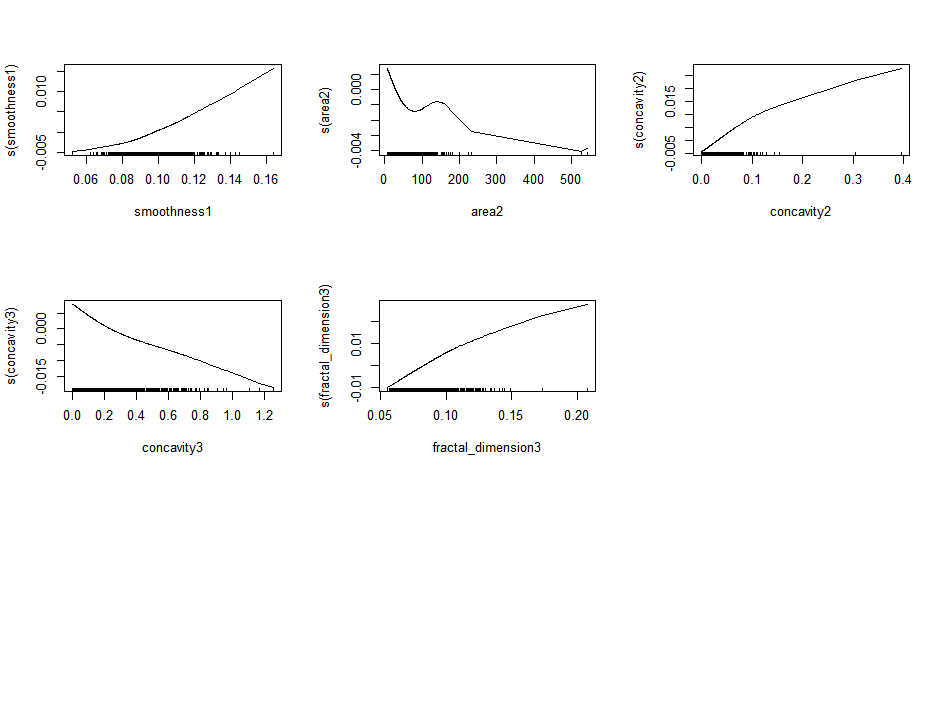 s(smoothness1)
-0.005 0.010
0.06 0.08 0.10 0.12 0.14 0.16
smoothness1
s(area2)
-0.004 0.000
0 100 200 300 400 500
area2
s(concavity2)
-0.005 0.015
0.0 0.1 0.2 0.3 0.4
concavity2
s(concavity3)
-0.015 0.000
0.0 0.2 0.4 0.6 0.8 1.0 1.2
concavity3
s(fractal_dimension3)
-0.01 0.01
0.05 0.10 0.15 0.20
fractal_dimension3